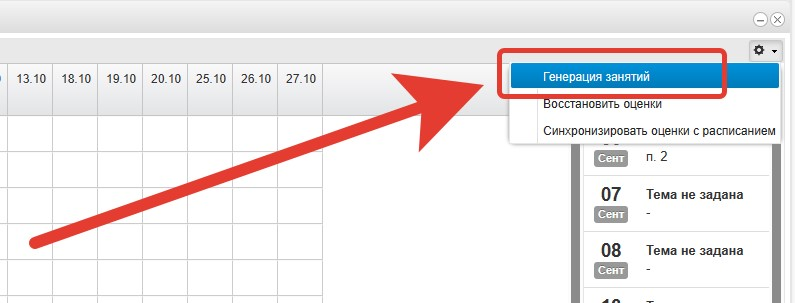 13.10 18.10 19.10 20.10 25.10 26.10 27.10
Генерация занятий
Восстановить оценки
Синхронизировать оценки с расписанием
Сент п. 2
07 Тема не задана
Сент -
08 Тема не задана
Сент -